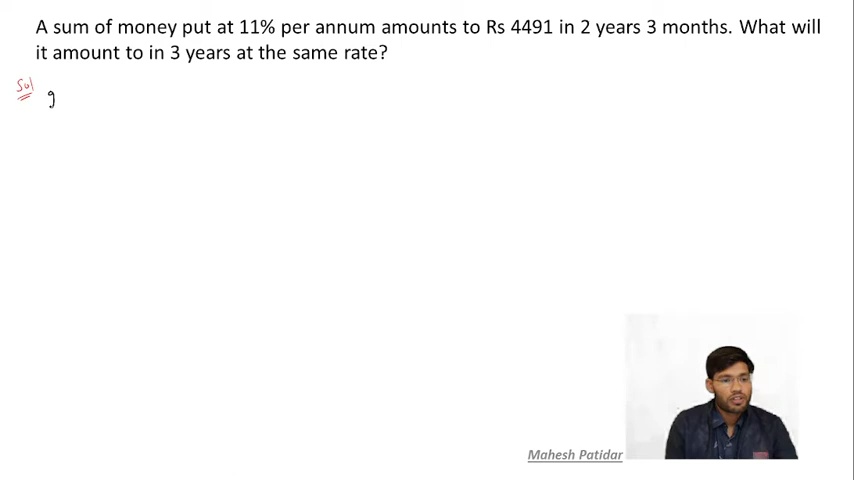 A sum of money put at 11% per annum amounts to Rs 4491 in 2 years 3 months. What will
it amount to in 3 years at the same rate?
Sol
g
Mahesh Patidar